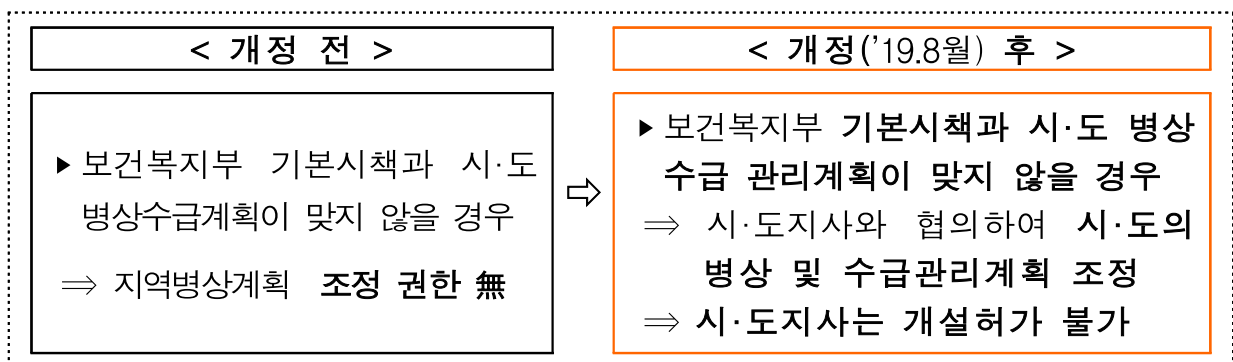 < 개정 전 >
▶ 보건복지부 기본시책과 시·도
병상수급계획이 맞지 않을 경우
⇒ 지역병상계획 조정 권한 無
⇨
< 개정('19.8월) 후 >
▶ 보건복지부 기본시책과 시·도 병상
수급 관리계획이 맞지 않을 경우
⇒ 시·도지사와 협의하여 시·도의
병상 및 수급관리계획 조정
⇒ 시·도지사는 개설허가 불가